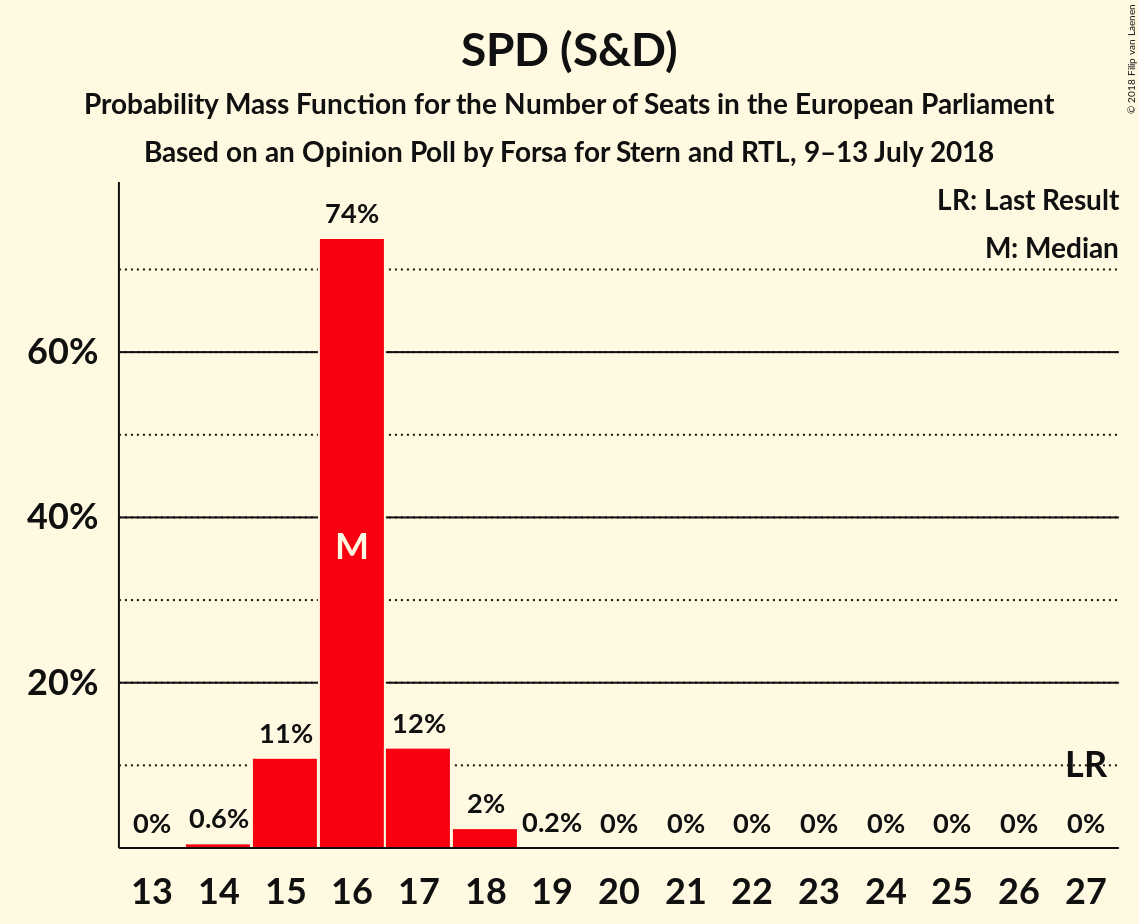 SPD (S&D)
Probability Mass Function for the Number of Seats in the European Parliament
Based on an Opinion Poll by Forsa for Stern and RTL, 9–13 July 2018
© 2018 Filip van Laenen
LR: Last Result
M: Median
74%
60%
40%
M
20%
11%
12%
LR
0%
0.6%
2%
0.2%
0%
0%
0%
0%
0%
0%
0%
0%
13 14 15 16 17 18 19 20 21 22 23 24 25 26 27